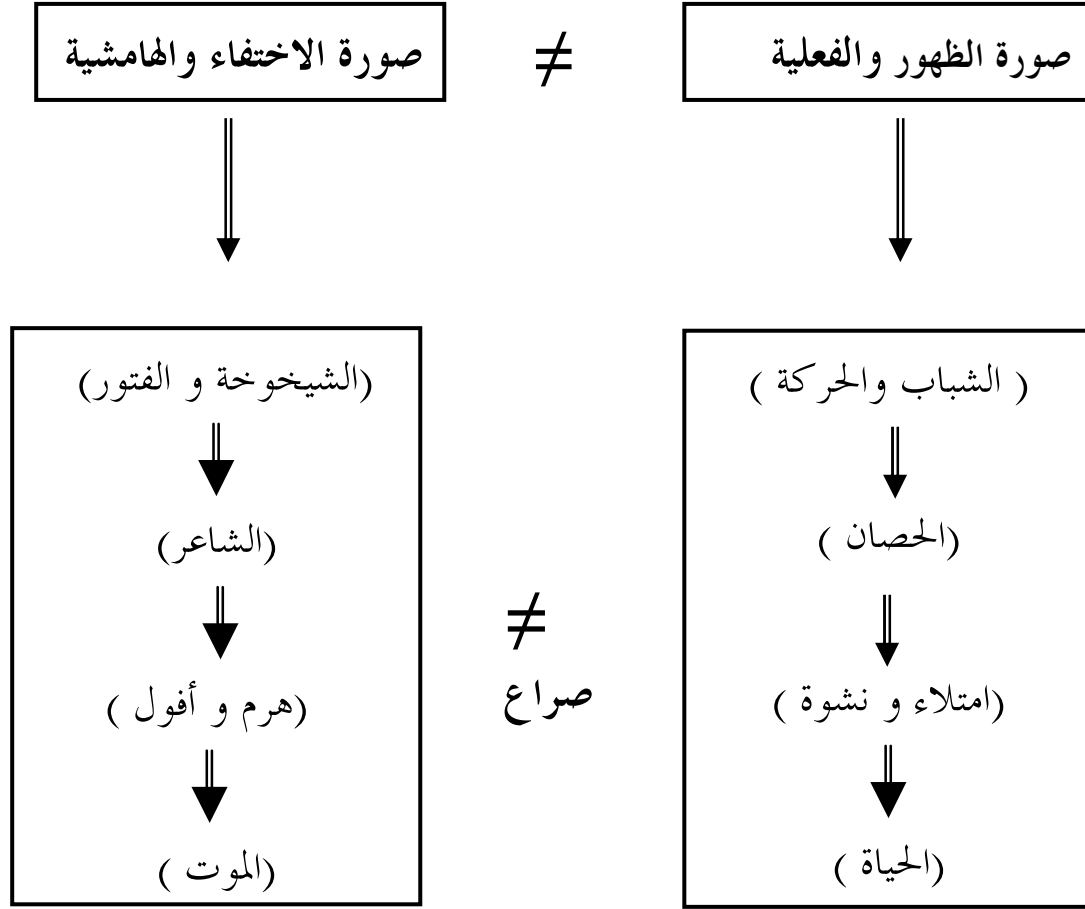 صورة الظهور والفعلية ≠ صورة الاختفاء والهامشية
( الشباب والحركة ) (الشيخوخة و الفتور)
(الحصان ) (الشاعر)
≠
صراع
(امتلاء و نشوة ) (هرم و أفول )
(الحياة ) (الموت )